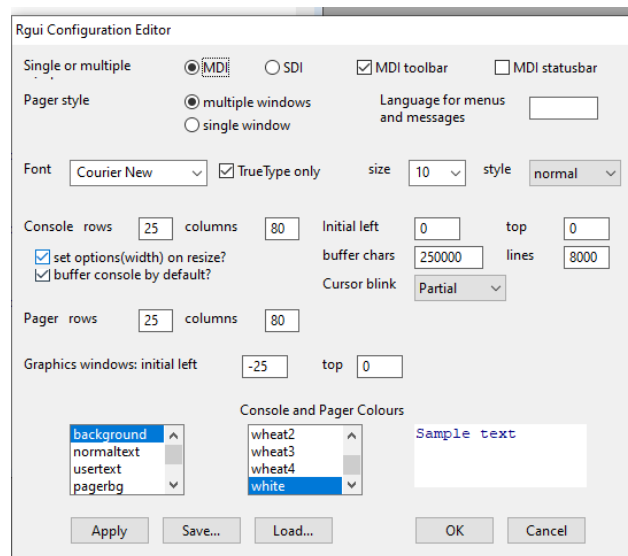 Rgui Configuration Editor
Single or multiple MDI SDI MDI toolbar MDI statusbar
Pager style multiple windows Language for menus
single window and messages
Font Courier New TrueType only size 10 style normal
Console rows 25 columns 80 Initial left 0 top 0
set options(width) on resize? buffer chars 250000 lines 8000
buffer console by default?
Cursor blink Partial
Pager rows 25 columns 80
Graphics windows: initial left -25 top 0
Console and Pager Colours
background wheat2 Sample text
normaltext wheat3
usertext wheat4
pagerbg white
Apply Save... Load... OK Cancel